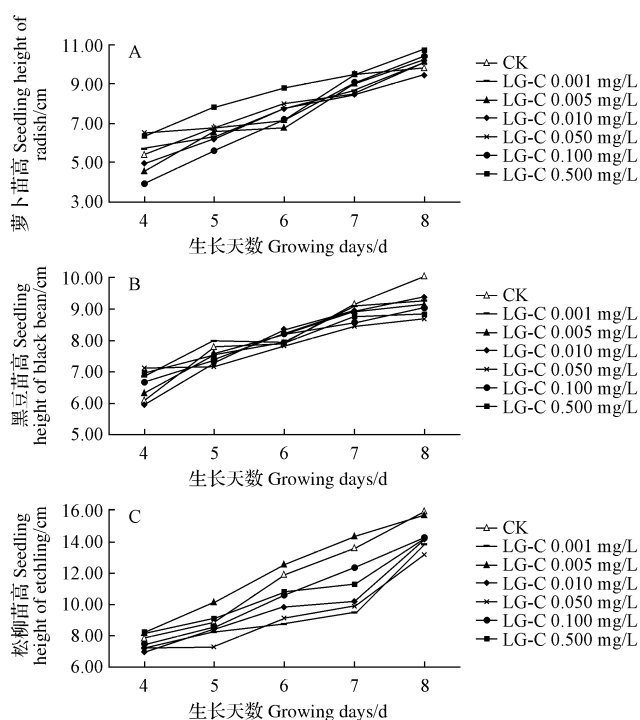 萝卜苗高 Seedling height of
radish/cm
11.00
9.00
7.00
5.00
3.00
A
4
5
6
7
8
生长天数 Growing days/d
CK
LG-C 0.001 mg/L
LG-C 0.005 mg/L
LG-C 0.010 mg/L
LG-C 0.050 mg/L
LG-C 0.100 mg/L
LG-C 0.500 mg/L
黑豆苗高 Seedling
height of black bean/cm
10.00
9.00
8.00
7.00
6.00
5.00
B
4
5
6
7
8
生长天数 Growing days/d
CK
LG-C 0.001 mg/L
LG-C 0.005 mg/L
LG-C 0.010 mg/L
LG-C 0.050 mg/L
LG-C 0.100 mg/L
LG-C 0.500 mg/L
松柳苗高 Seedling
height of etchling/cm
16.00
14.00
12.00
10.00
8.00
6.00
C
4
5
6
7
8
生长天数 Growing days/d
CK
LG-C 0.001 mg/L
LG-C 0.005 mg/L
LG-C 0.010 mg/L
LG-C 0.050 mg/L
LG-C 0.100 mg/L
LG-C 0.500 mg/L